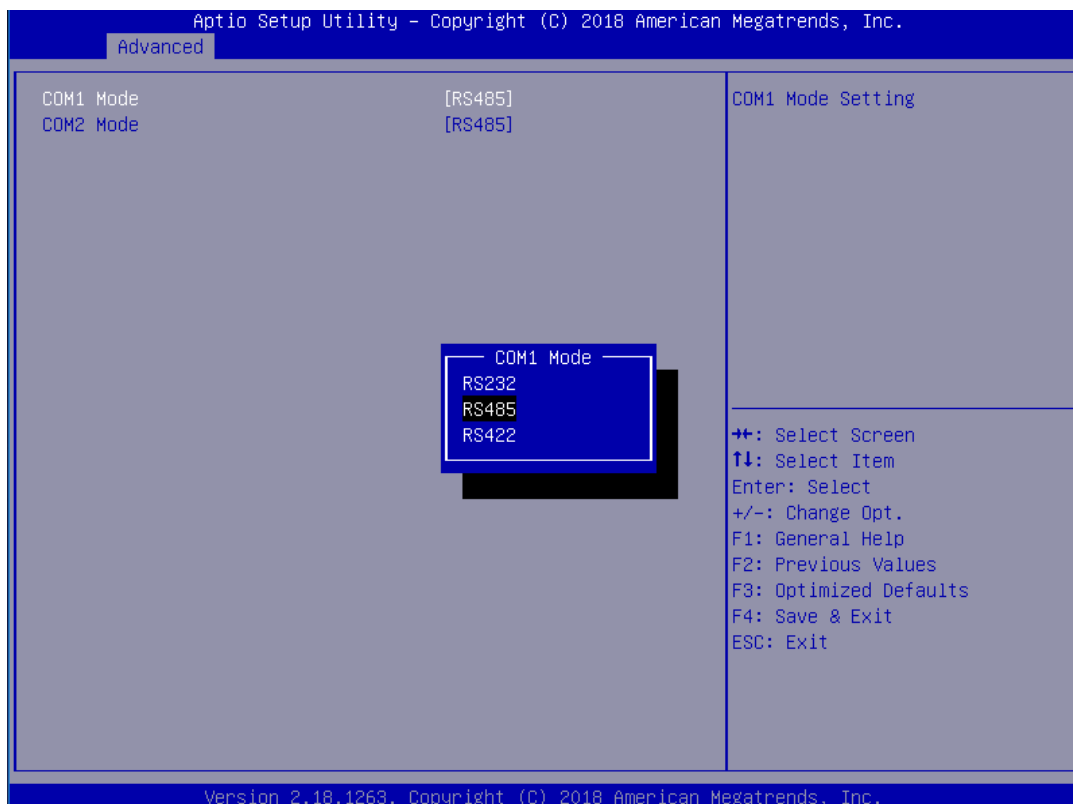 Aptio Setup Utility – Copyright (C) 2018 American Megatrends, Inc.
Advanced
COM1 Mode [RS485]
COM2 Mode [RS485]
COM1 Mode Setting
COM1 Mode
RS232
RS485
RS422
→←: Select Screen
↑↓: Select Item
Enter: Select
+/-: Change Opt.
F1: General Help
F2: Previous Values
F3: Optimized Defaults
F4: Save & Exit
ESC: Exit
Version 2.18.1263. Copyright (C) 2018 American Megatrends, Inc.